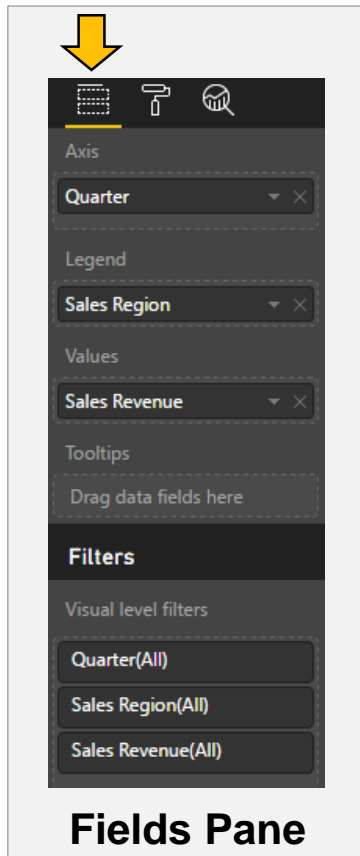 Axis
Quarter
Legend
Sales Region
Values
Sales Revenue
Tooltips
Drag data fields here
Filters
Visual level filters
Quarter(All)
Sales Region(All)
Sales Revenue(All)
Fields Pane